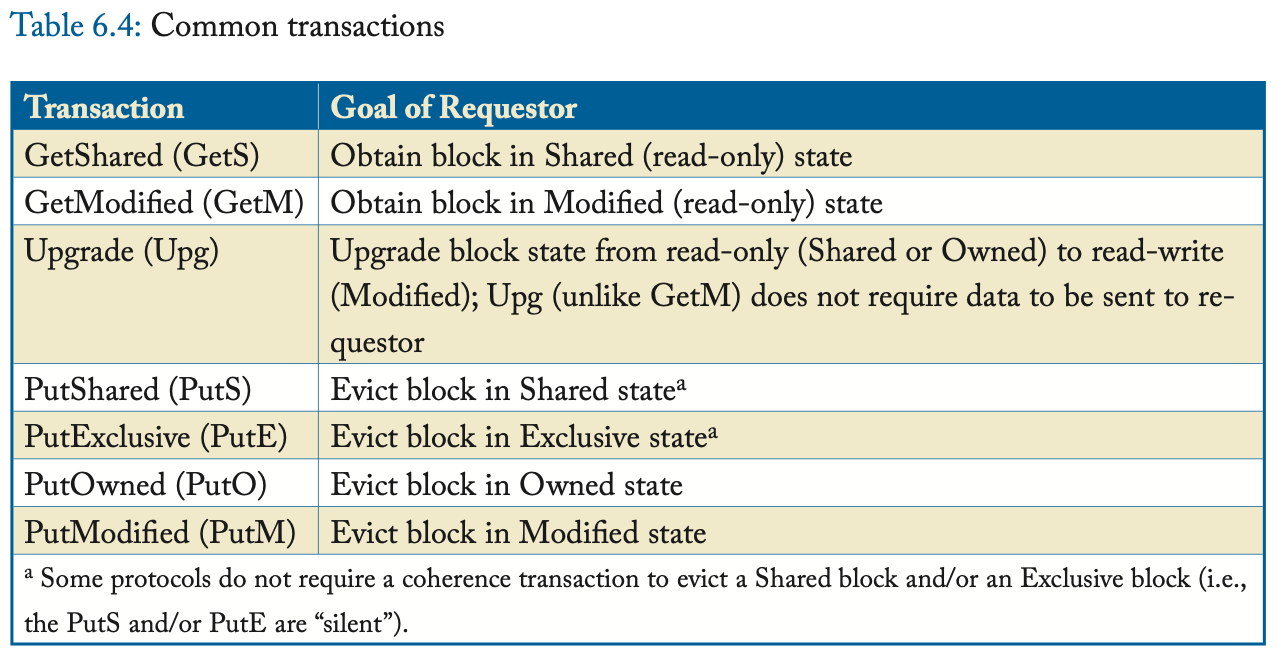 Table 6.4: Common transactions
Transaction Goal of Requestor
GetShared (GetS) Obtain block in Shared (read-only) state
GetModified (GetM) Obtain block in Modified (read-only) state
Upgrade (Upg) Upgrade block state from read-only (Shared or Owned) to read-write
(Modified); Upg (unlike GetM) does not require data to be sent to re-
questor
PutShared (PutS) Evict block in Shared stateᵃ
PutExclusive (PutE) Evict block in Exclusive stateᵃ
PutOwned (PutO) Evict block in Owned state
PutModified (PutM) Evict block in Modified state
ᵃ Some protocols do not require a coherence transaction to evict a Shared block and/or an Exclusive block (i.e.,
the PutS and/or PutE are “silent”).